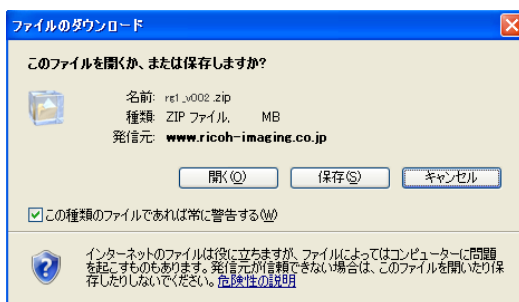 ファイルのダウンロード
このファイルを開くか、または保存しますか?
名前: rg1_v002.zip
種類: ZIP ファイル, MB
発信元: www.ricoh-imaging.co.jp
開く(O) 保存(S) キャンセル
この種類のファイルであれば常に警告する(W)
インターネットのファイルは役に立ちますが、ファイルによってはコンピューターに問題
を起こすものもあります。発信元が信頼できない場合は、このファイルを開いたり保
存したりしないでください。危険性の説明